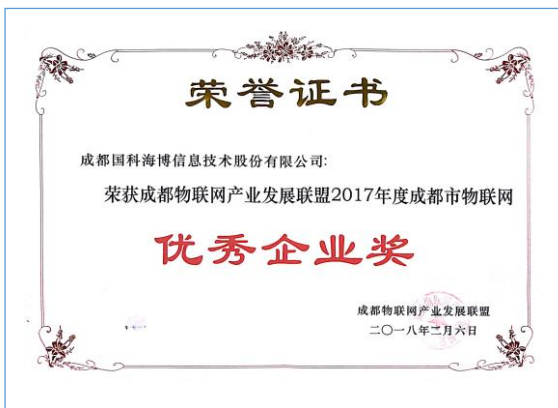 荣誉证书
成都国科海博信息技术股份有限公司:
荣获成都物联网产业发展联盟2017年度成都市物联网
优秀企业奖
成都物联网产业发展联盟
二〇一八年二月六日